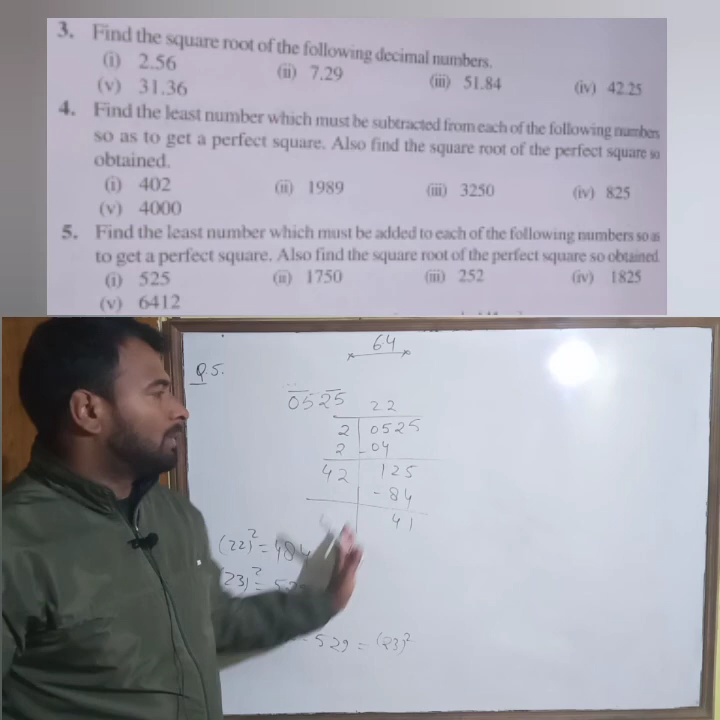 3. Find the square root of the following decimal numbers.
(i) 2.56 (ii) 7.29 (iii) 51.84 (iv) 42.25
(v) 31.36
4. Find the least number which must be subtracted from each of the following numbers
so as to get a perfect square. Also find the square root of the perfect square so
obtained.
(i) 402 (ii) 1989 (iii) 3250 (iv) 825
(v) 4000
5. Find the least number which must be added to each of the following numbers so as
to get a perfect square. Also find the square root of the perfect square so obtained.
(i) 525 (ii) 1750 (iii) 252 (iv) 1825
(v) 6412
64
Q.5.
0525
22
2 0525
2 -04
42 125
-84
41
(22)² = 484
23)² =
529 = (23)²